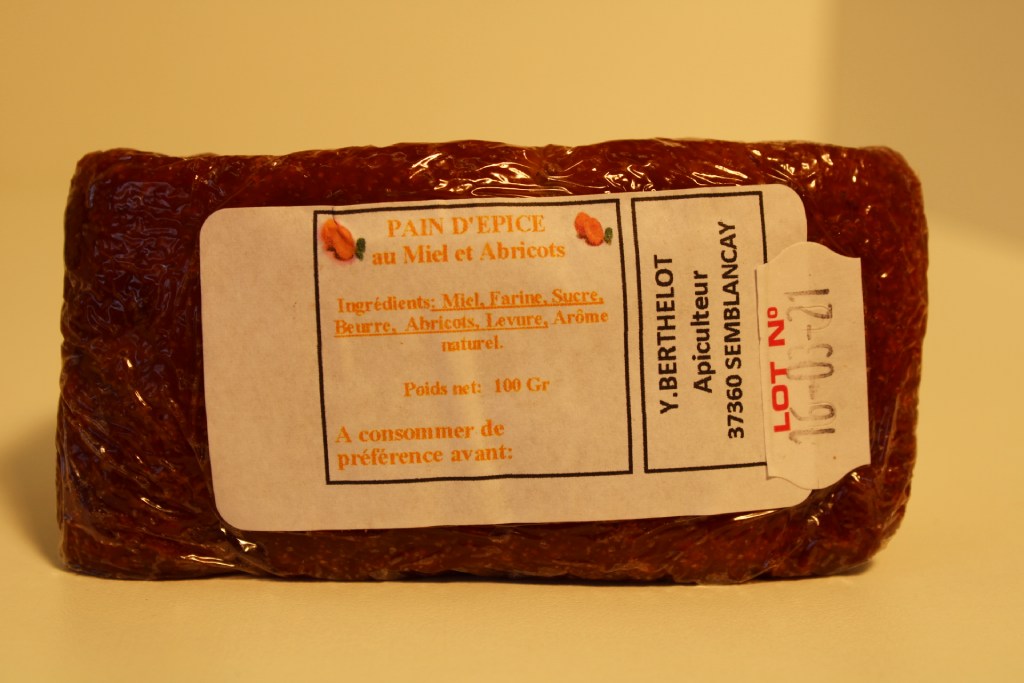 PAIN D'EPICE
au Miel et Abricots
Ingrédients: Miel, Farine, Sucre,
Beurre, Abricots, Levure, Arôme
naturel.
Poids net: 100 Gr
A consommer de
préférence avant:
Y.BERTHELOT
Apiculteur
37360 SEMBLANCAY
LOT Nº
16-03-21